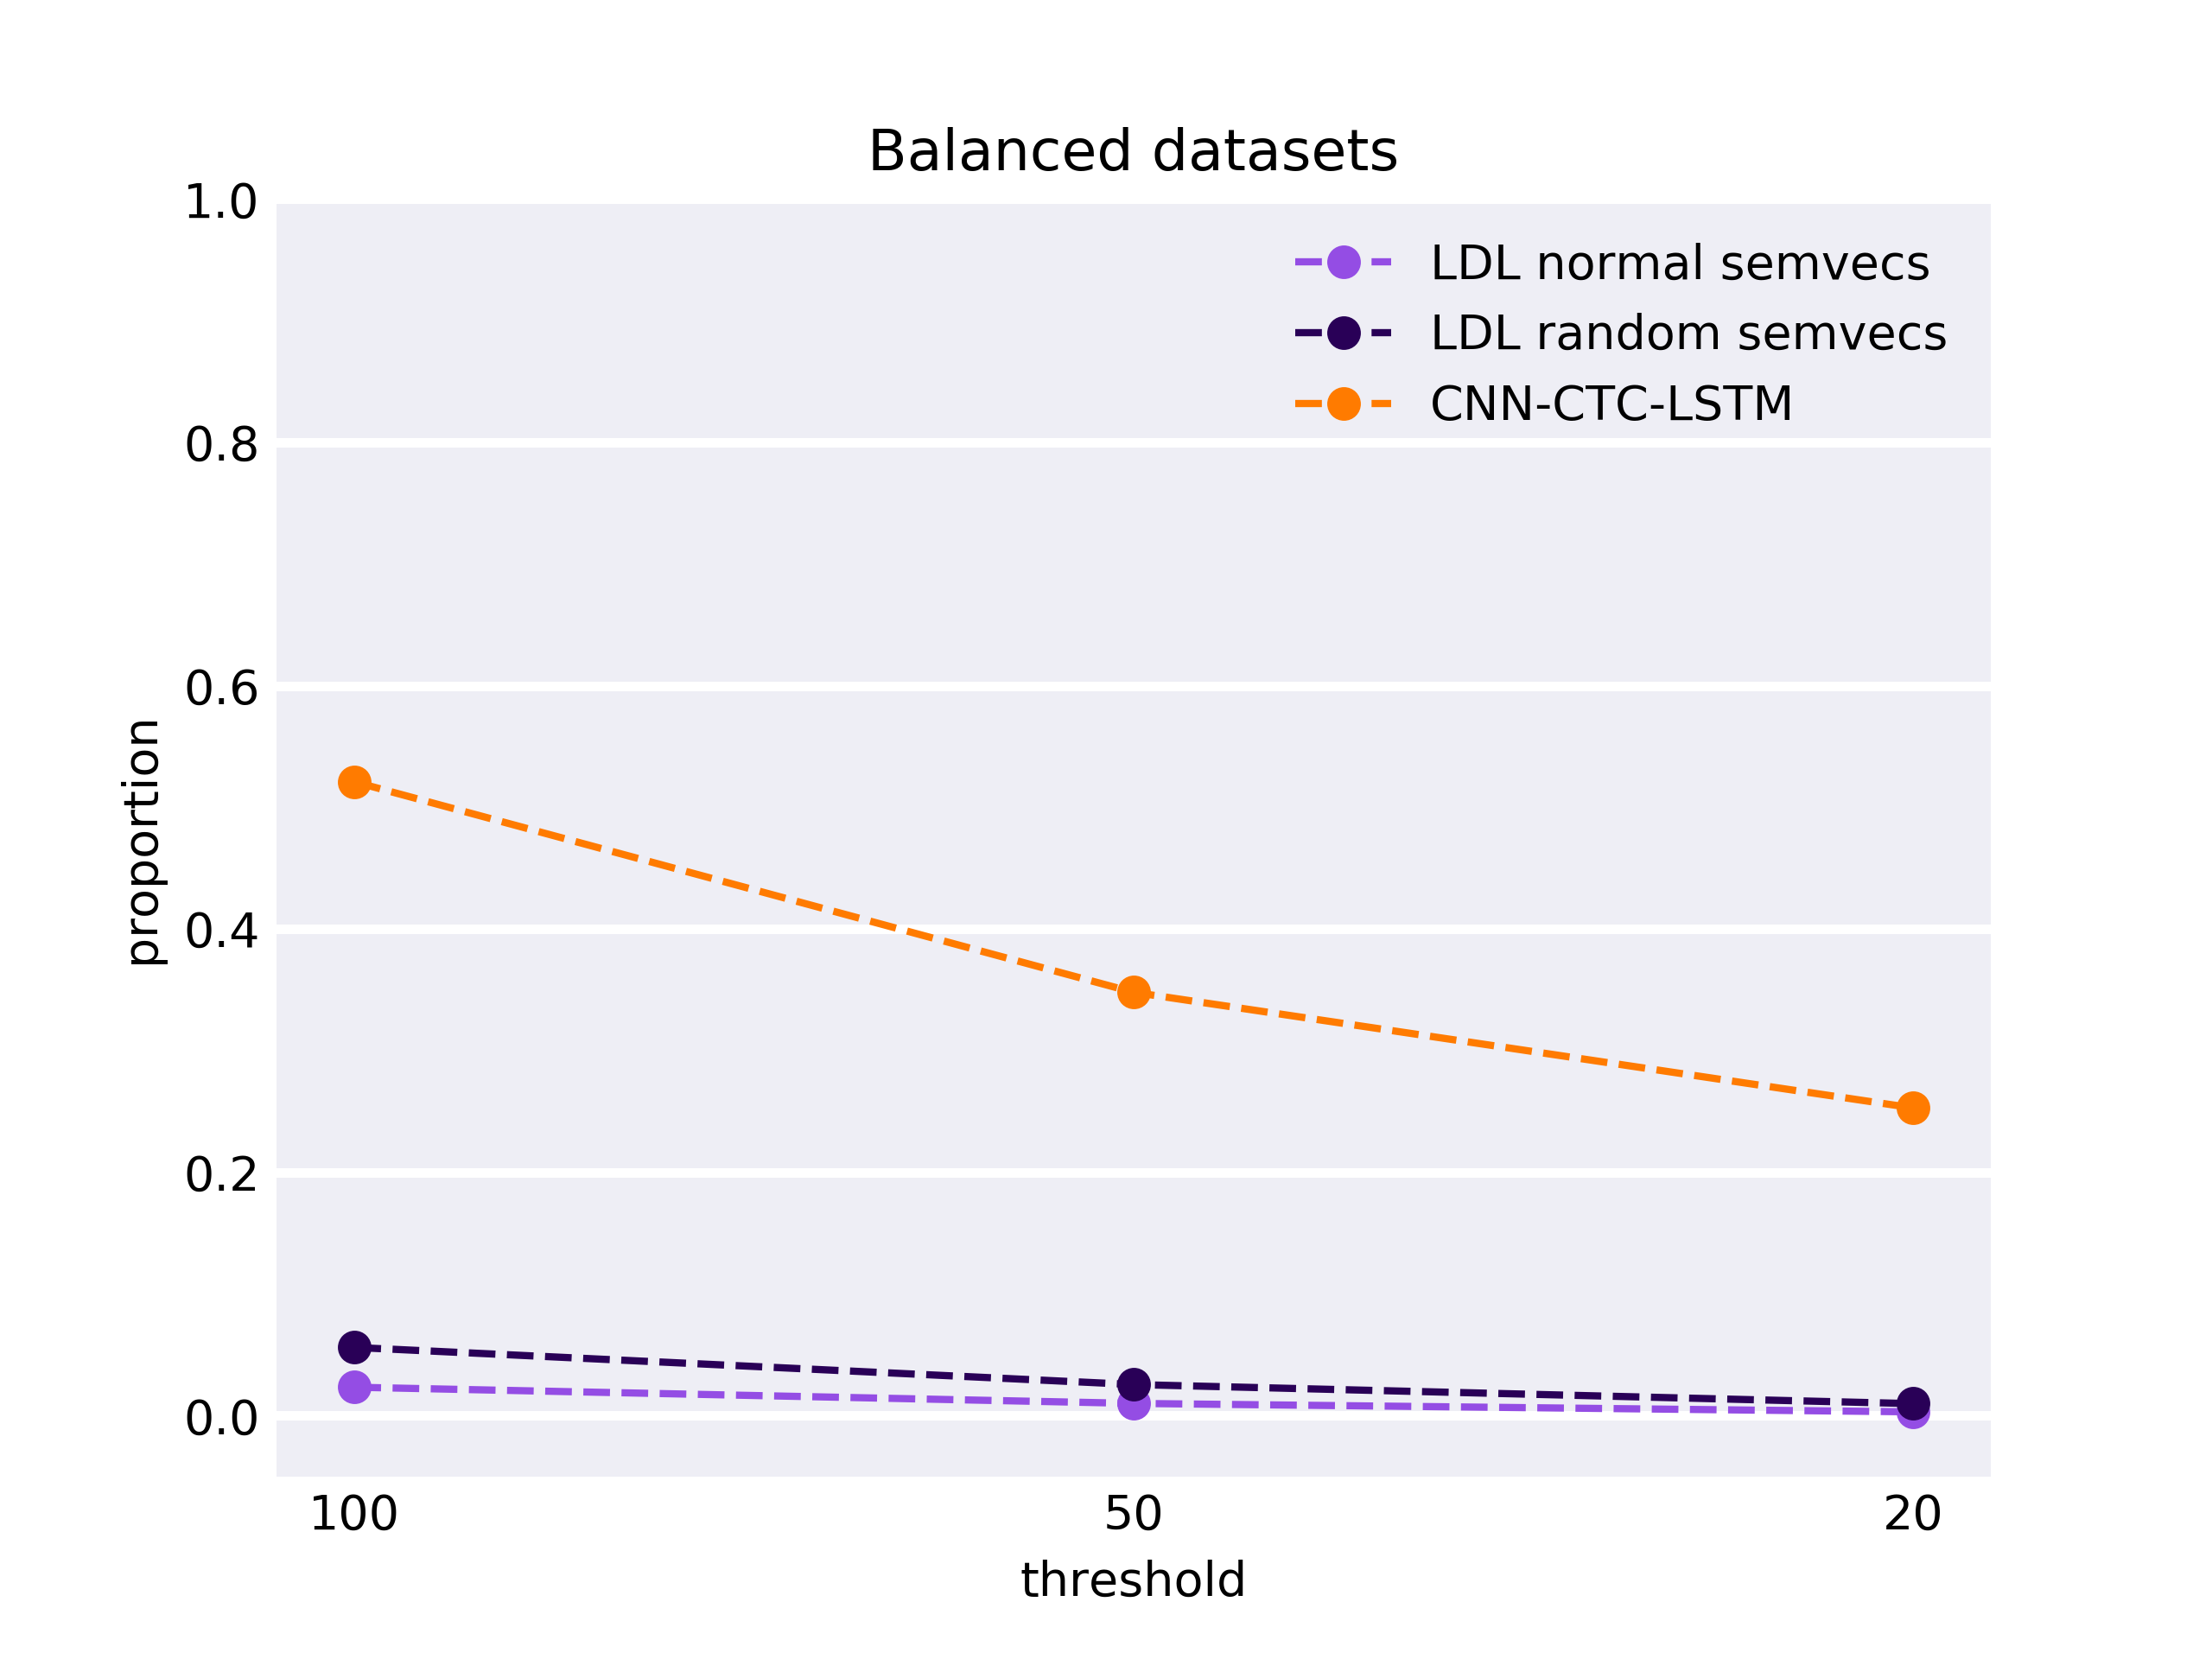 Balanced datasets
1.0
0.8
0.6
0.4
0.2
0.0
proportion
LDL normal semvecs
LDL random semvecs
CNN-CTC-LSTM
100 50 20
threshold